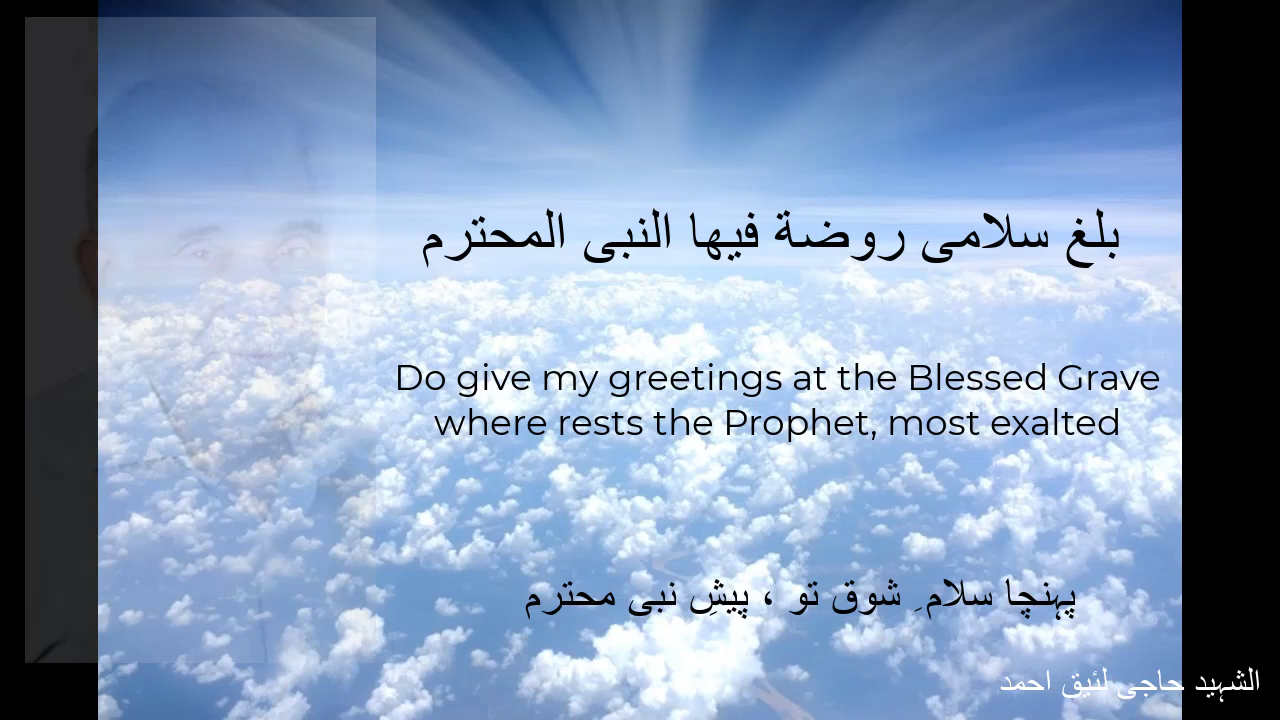 بلغ سلامی روضة فیها النبی المحترم
Do give my greetings at the Blessed Grave
where rests the Prophet, most exalted
پہنچا سلام ِ شوق تو ، پیشِ نبی محترم
الشہید حاجی لئیق احمد